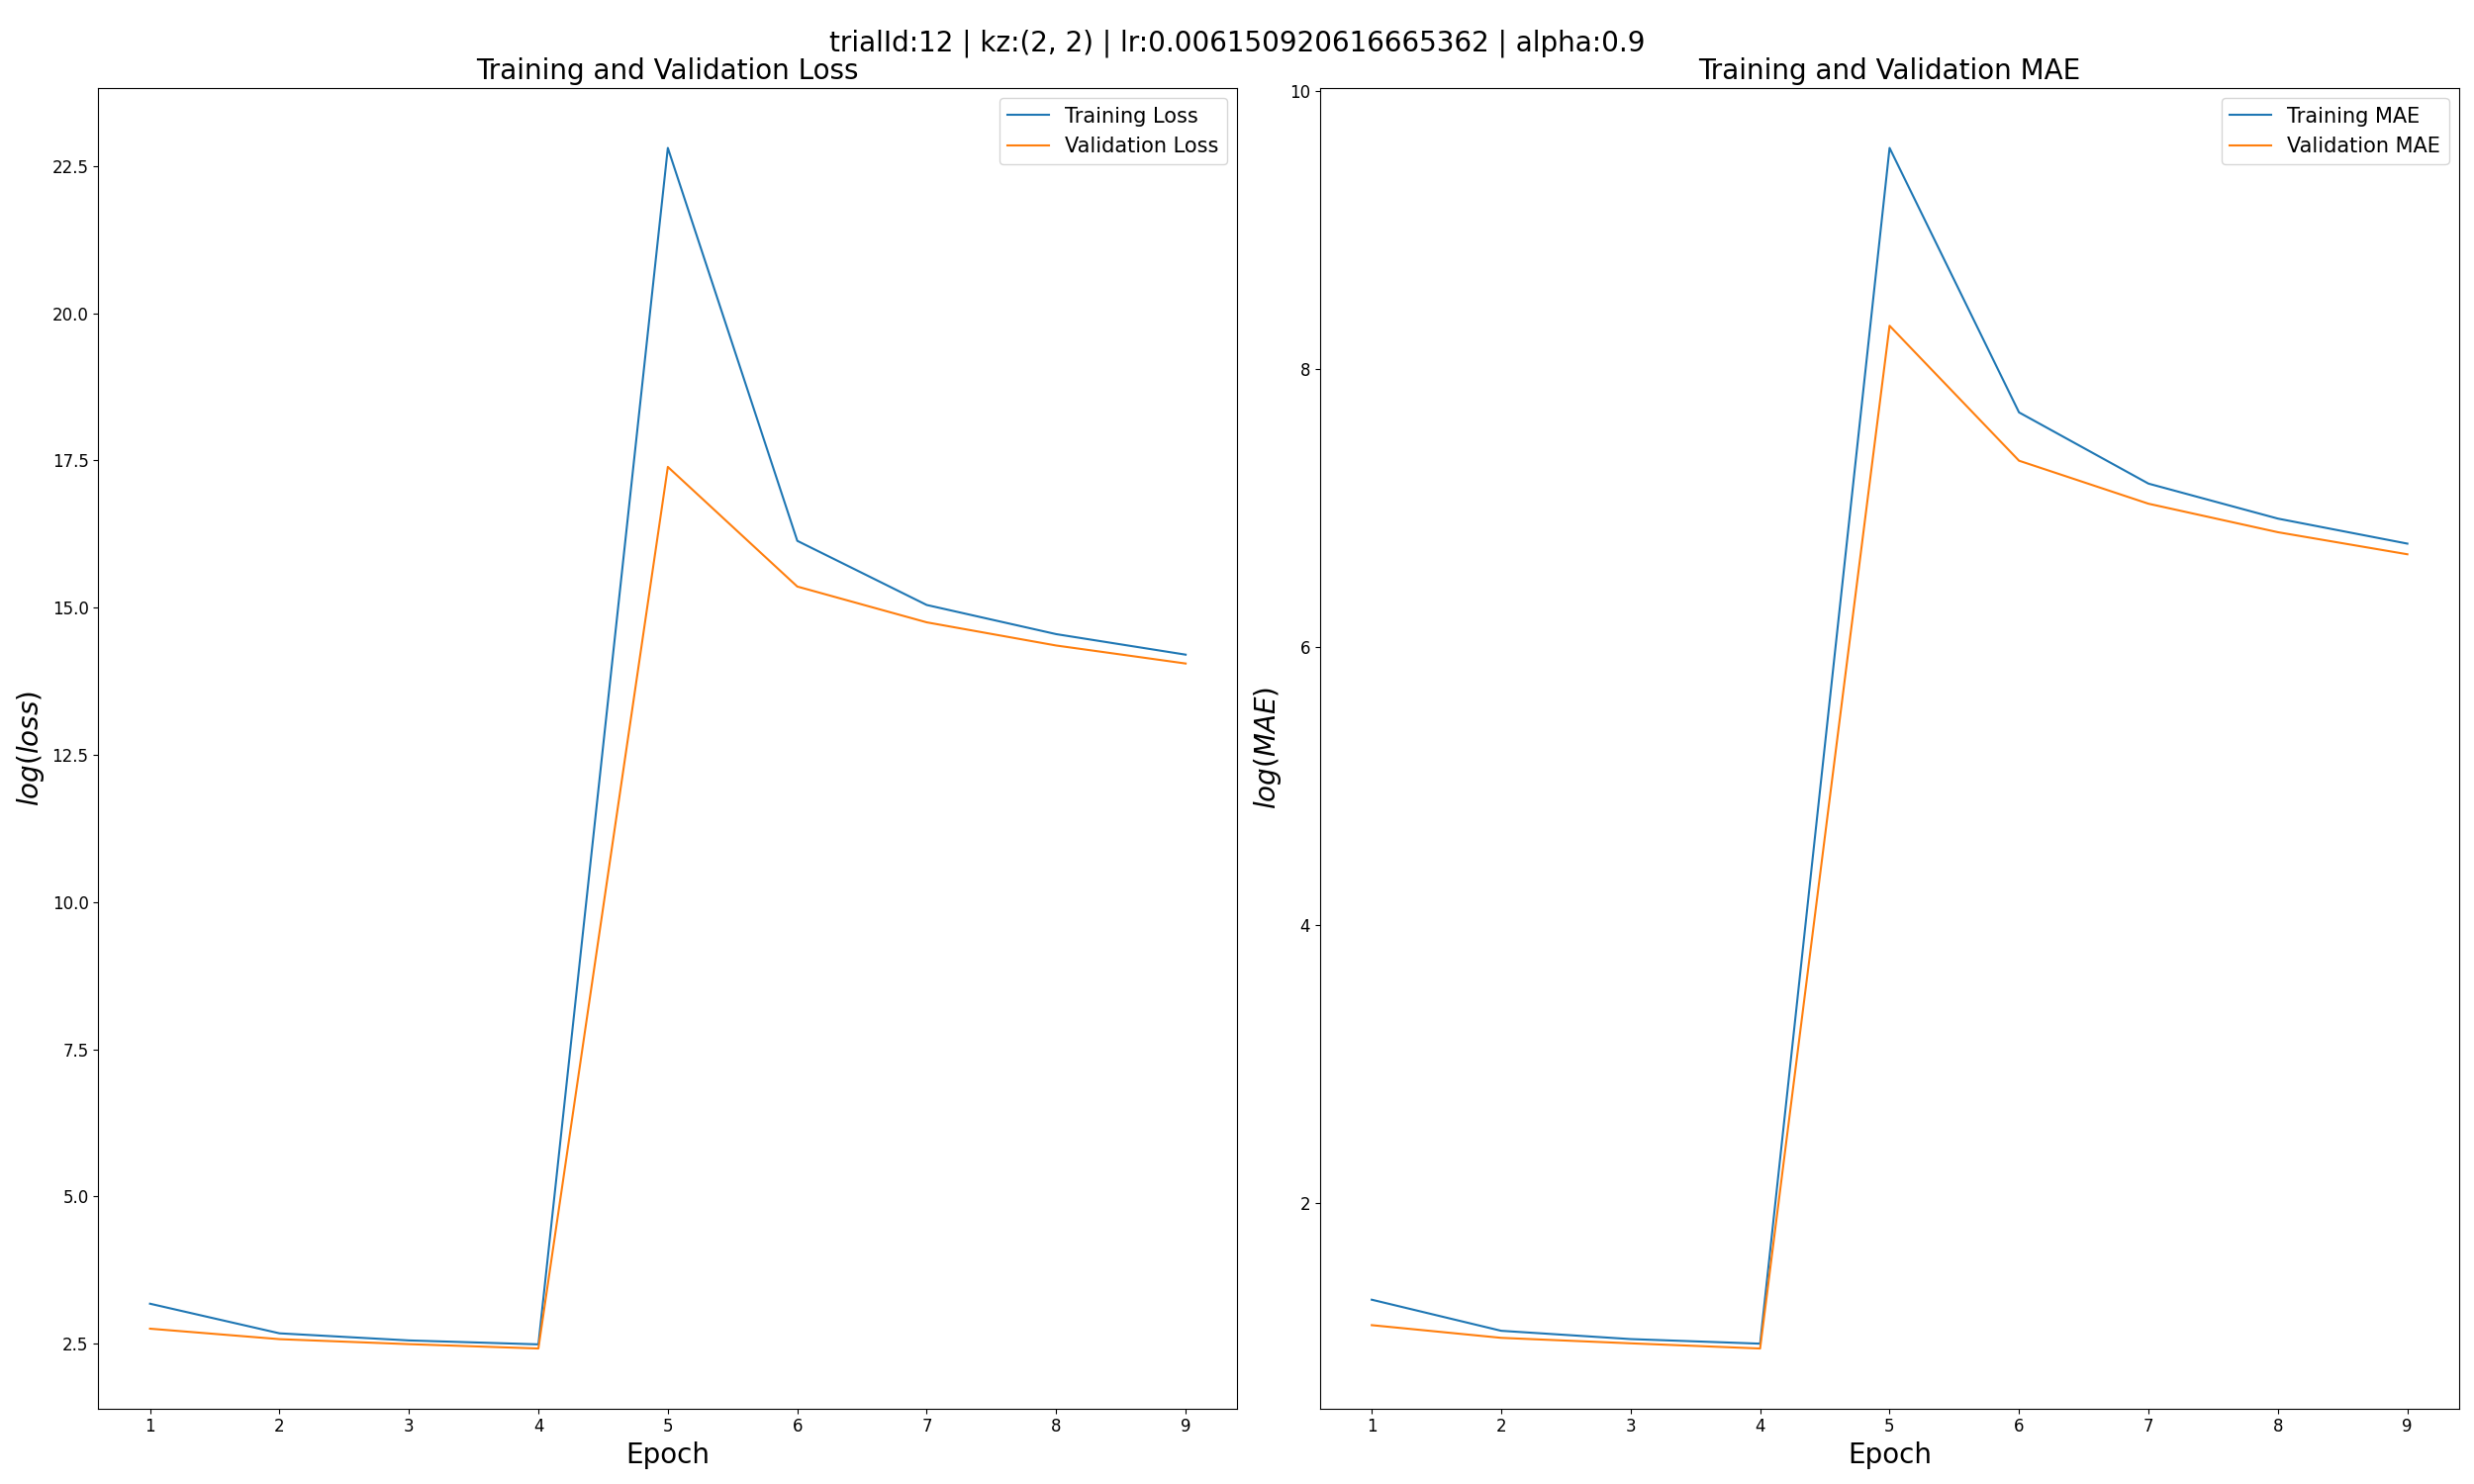 trialId:12 | kz:(2, 2) | lr:0.006150920616665362 | alpha:0.9
Training and Validation Loss
Training Loss
Validation Loss
22.5
20.0
17.5
15.0
12.5
10.0
7.5
5.0
2.5
log(loss)
1 2 3 4 5 6 7 8 9
Epoch
Training and Validation MAE
Training MAE
Validation MAE
10
8
6
4
2
log(MAE)
1 2 3 4 5 6 7 8 9
Epoch